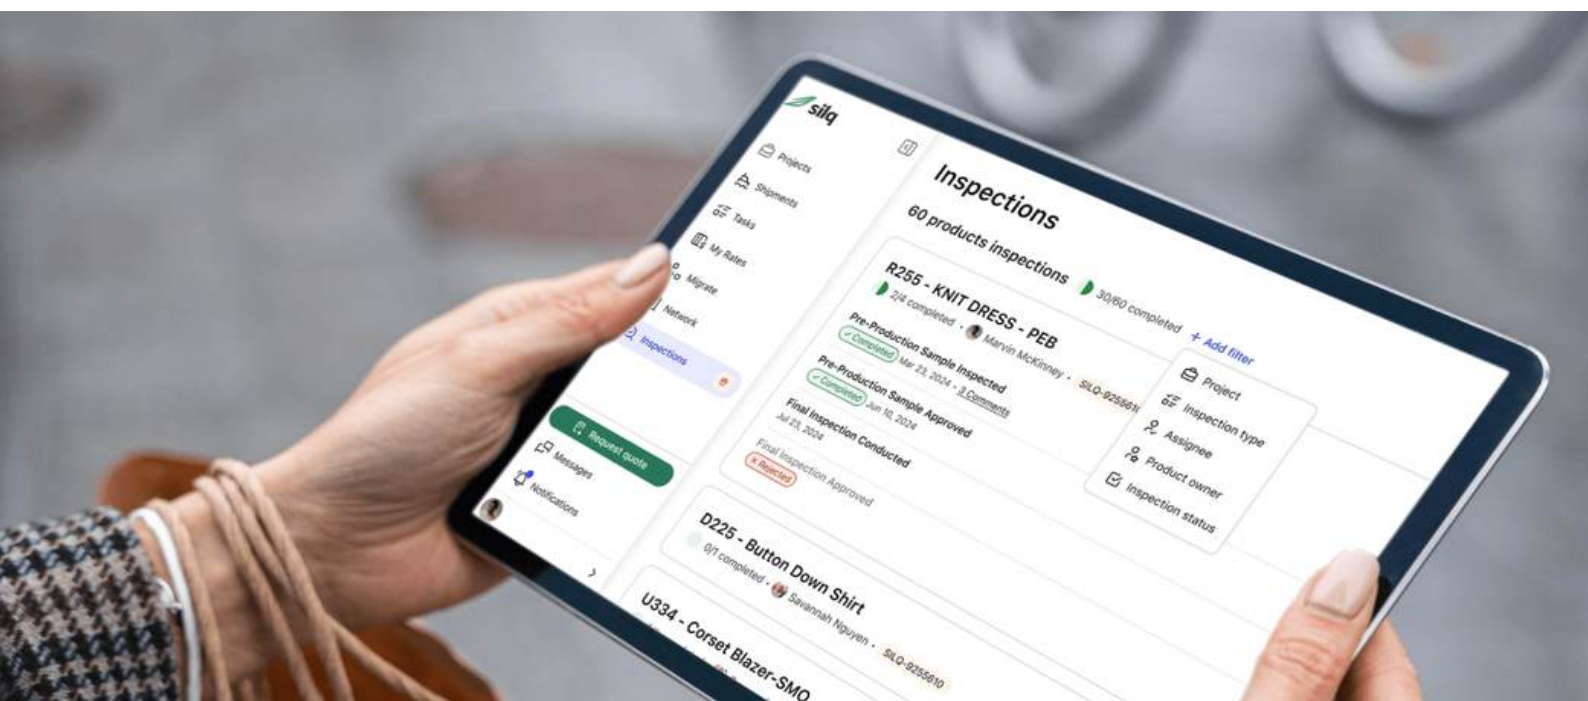 silq
Projects
Shipments
Tasks
My Rates
Migrate
Network
Inspections
Request quote
Messages
Notifications
Inspections
60 products inspections 30/60 completed + Add filter
Project
Inspection type
Assignee
Product owner
Inspection status
R255 - KNIT DRESS - PEB
2/4 completed • Marvin McKinney • SILQ-9255610
Pre-Production Sample Inspected
Completed Mar 23, 2024 • 3 Comments
Pre-Production Sample Approved
Completed Jun 10, 2024
Final Inspection Conducted
Jul 23, 2024
Final Inspection Approved
Rejected
D225 - Button Down Shirt
0/1 completed • Savannah Nguyen • SILQ-9255610
U334 - Corset Blazer-SMO